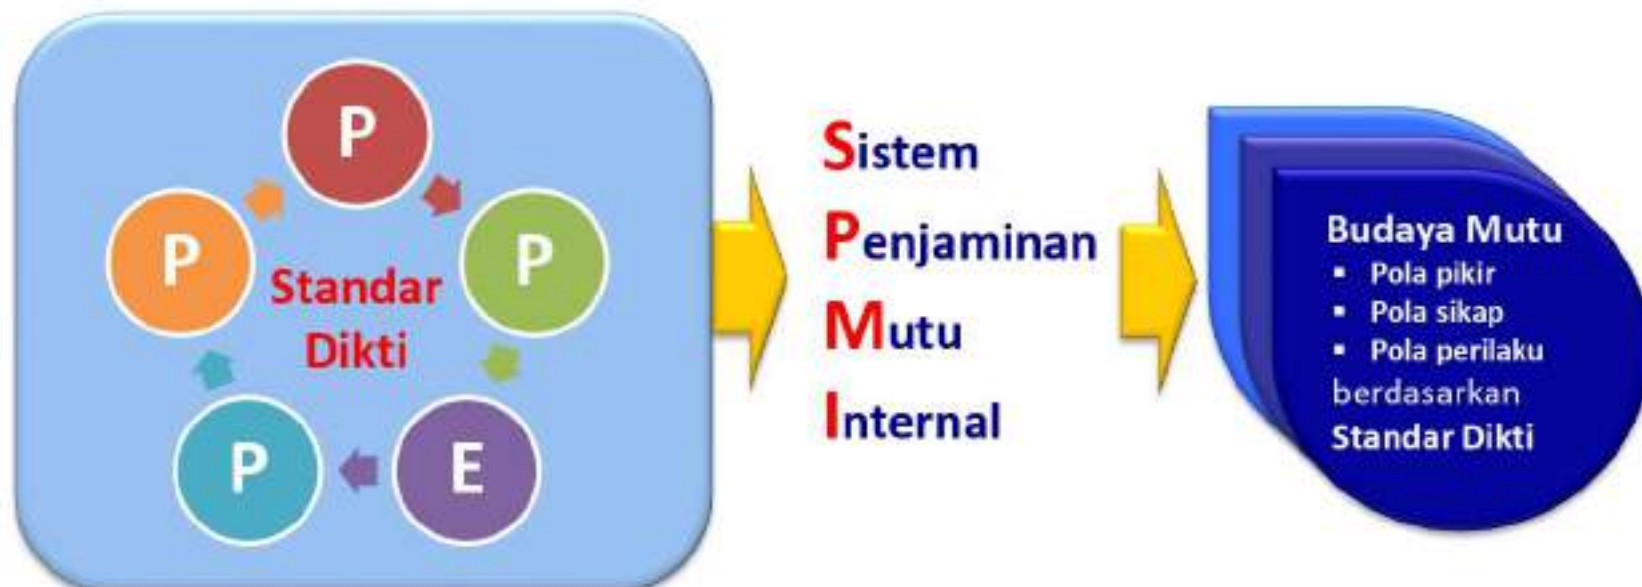 P
P
E
P
P
Standar
Dikti
Sistem
Penjaminan
Mutu
Internal
Budaya Mutu
▪ Pola pikir
▪ Pola sikap
▪ Pola perilaku
berdasarkan
Standar Dikti